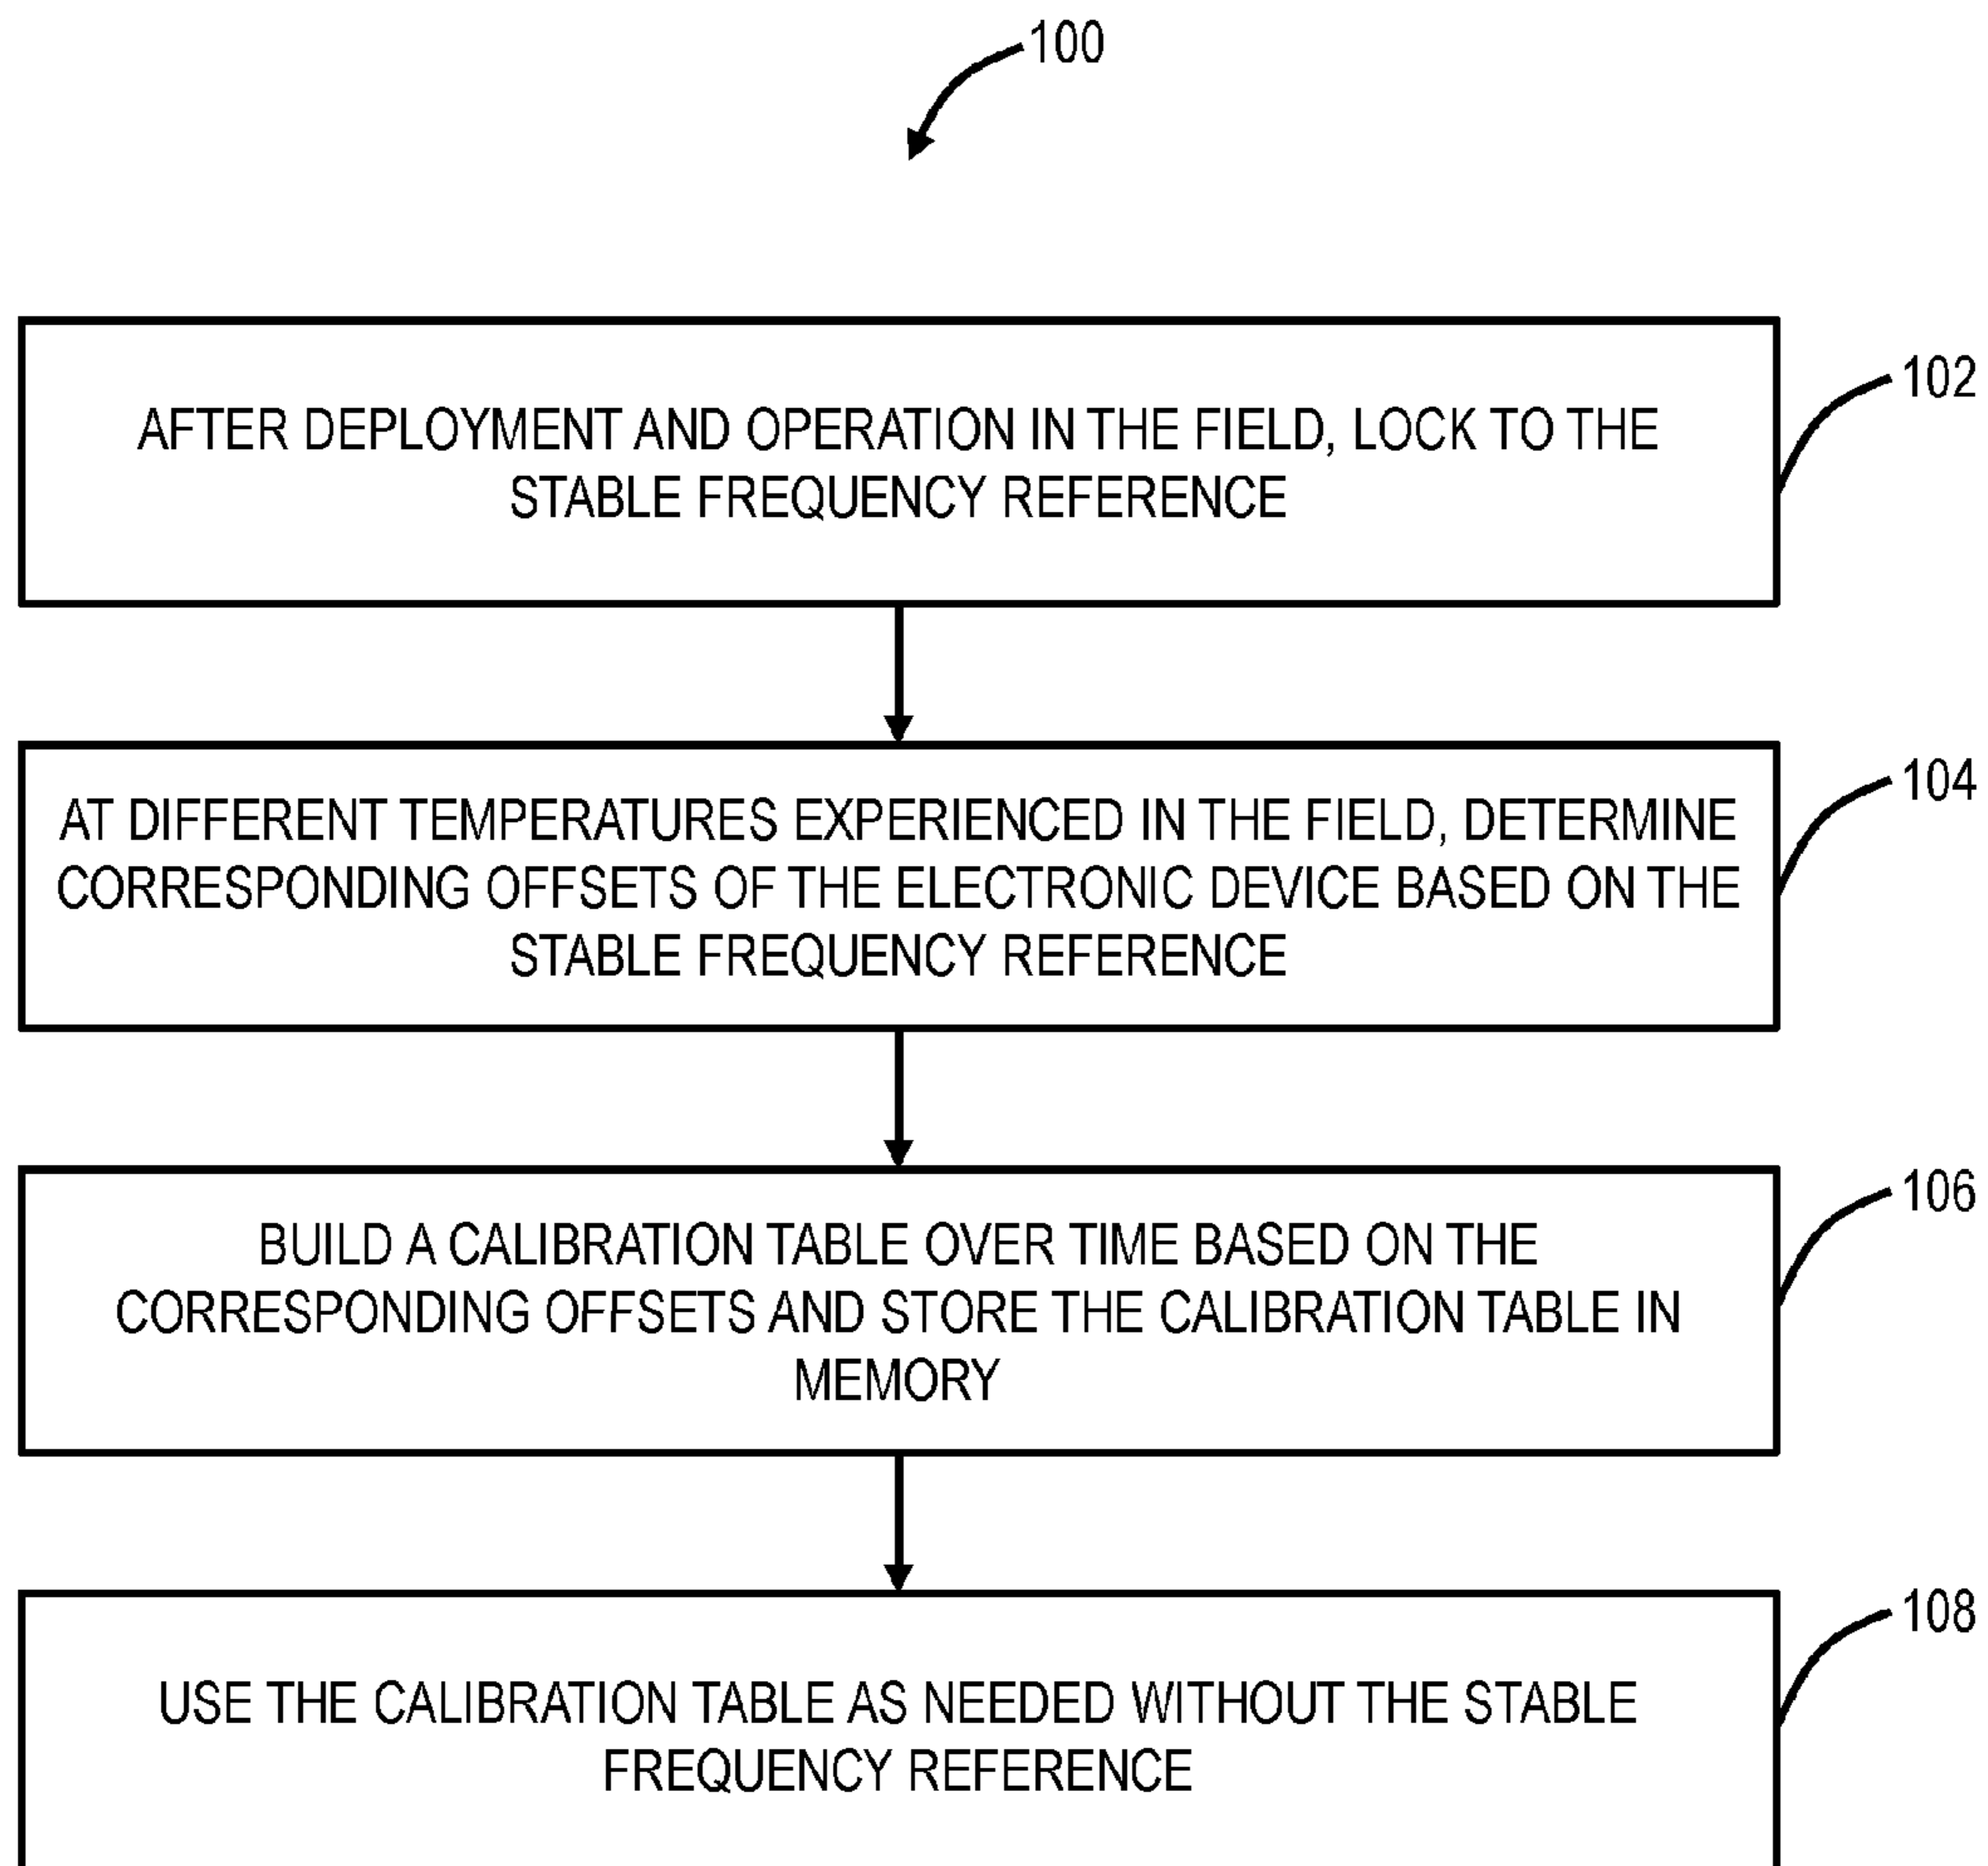 100
AFTER DEPLOYMENT AND OPERATION IN THE FIELD, LOCK TO THE
STABLE FREQUENCY REFERENCE
102
AT DIFFERENT TEMPERATURES EXPERIENCED IN THE FIELD, DETERMINE
CORRESPONDING OFFSETS OF THE ELECTRONIC DEVICE BASED ON THE
STABLE FREQUENCY REFERENCE
104
BUILD A CALIBRATION TABLE OVER TIME BASED ON THE
CORRESPONDING OFFSETS AND STORE THE CALIBRATION TABLE IN
MEMORY
106
USE THE CALIBRATION TABLE AS NEEDED WITHOUT THE STABLE
FREQUENCY REFERENCE
108